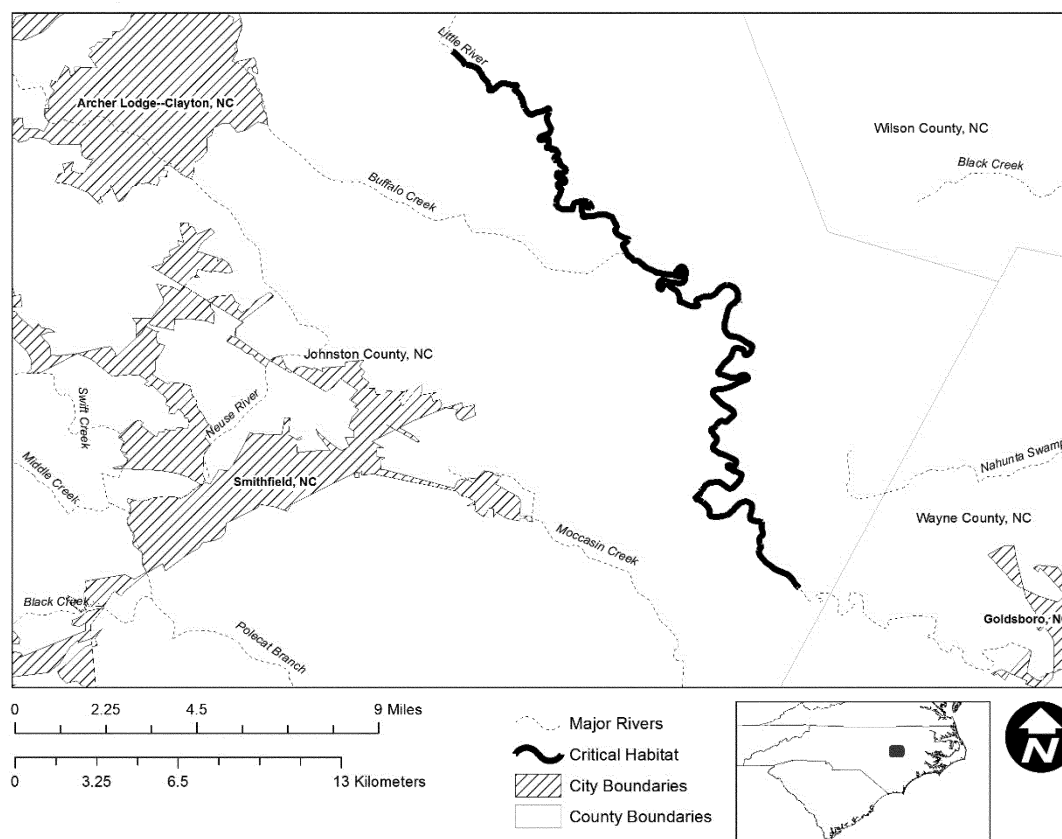 Little River
Archer Lodge--Clayton, NC
Wilson County, NC
Black Creek
Buffalo Creek
Johnston County, NC
Swift Creek
Neuse River
Middle Creek
Smithfield, NC
Nahunta Swamp
Wayne County, NC
Moccasin Creek
Black Creek
Polecat Branch
Goldsboro, NC
0 2.25 4.5 9 Miles
0 3.25 6.5 13 Kilometers
Major Rivers
Critical Habitat
City Boundaries
County Boundaries
N